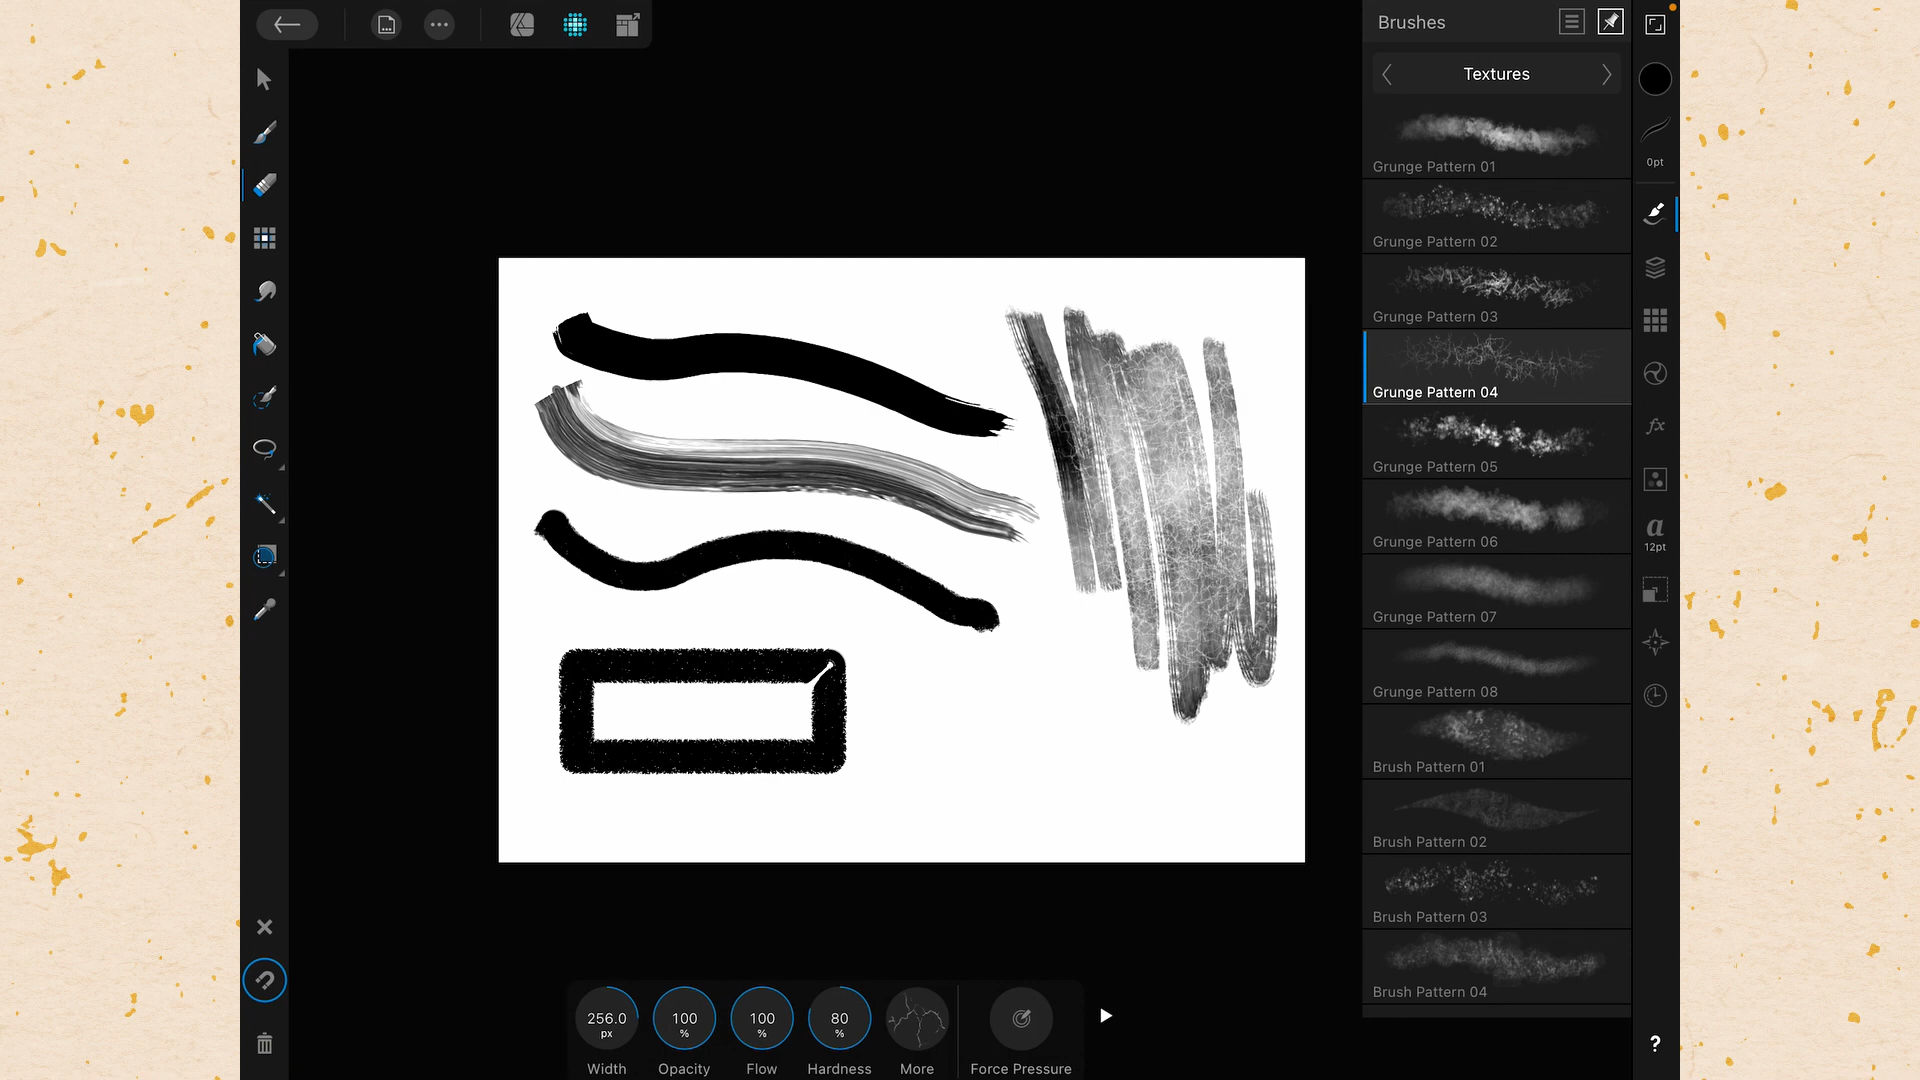 Brushes
Textures
Grunge Pattern 01
Grunge Pattern 02
Grunge Pattern 03
Grunge Pattern 04
Grunge Pattern 05
Grunge Pattern 06
Grunge Pattern 07
Grunge Pattern 08
Brush Pattern 01
Brush Pattern 02
Brush Pattern 03
Brush Pattern 04
0pt
fx
a
12pt
?
256.0 px
100 %
100 %
80 %
Width
Opacity
Flow
Hardness
More
Force Pressure